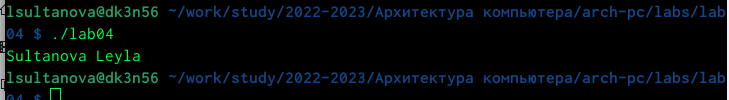 lsultanova@dk3n56 ~/work/study/2022-2023/Архитектура компьютера/arch-pc/labs/lab
04 $ ./lab04
Sultanova Leyla
lsultanova@dk3n56 ~/work/study/2022-2023/Архитектура компьютера/arch-pc/labs/lab
04 $